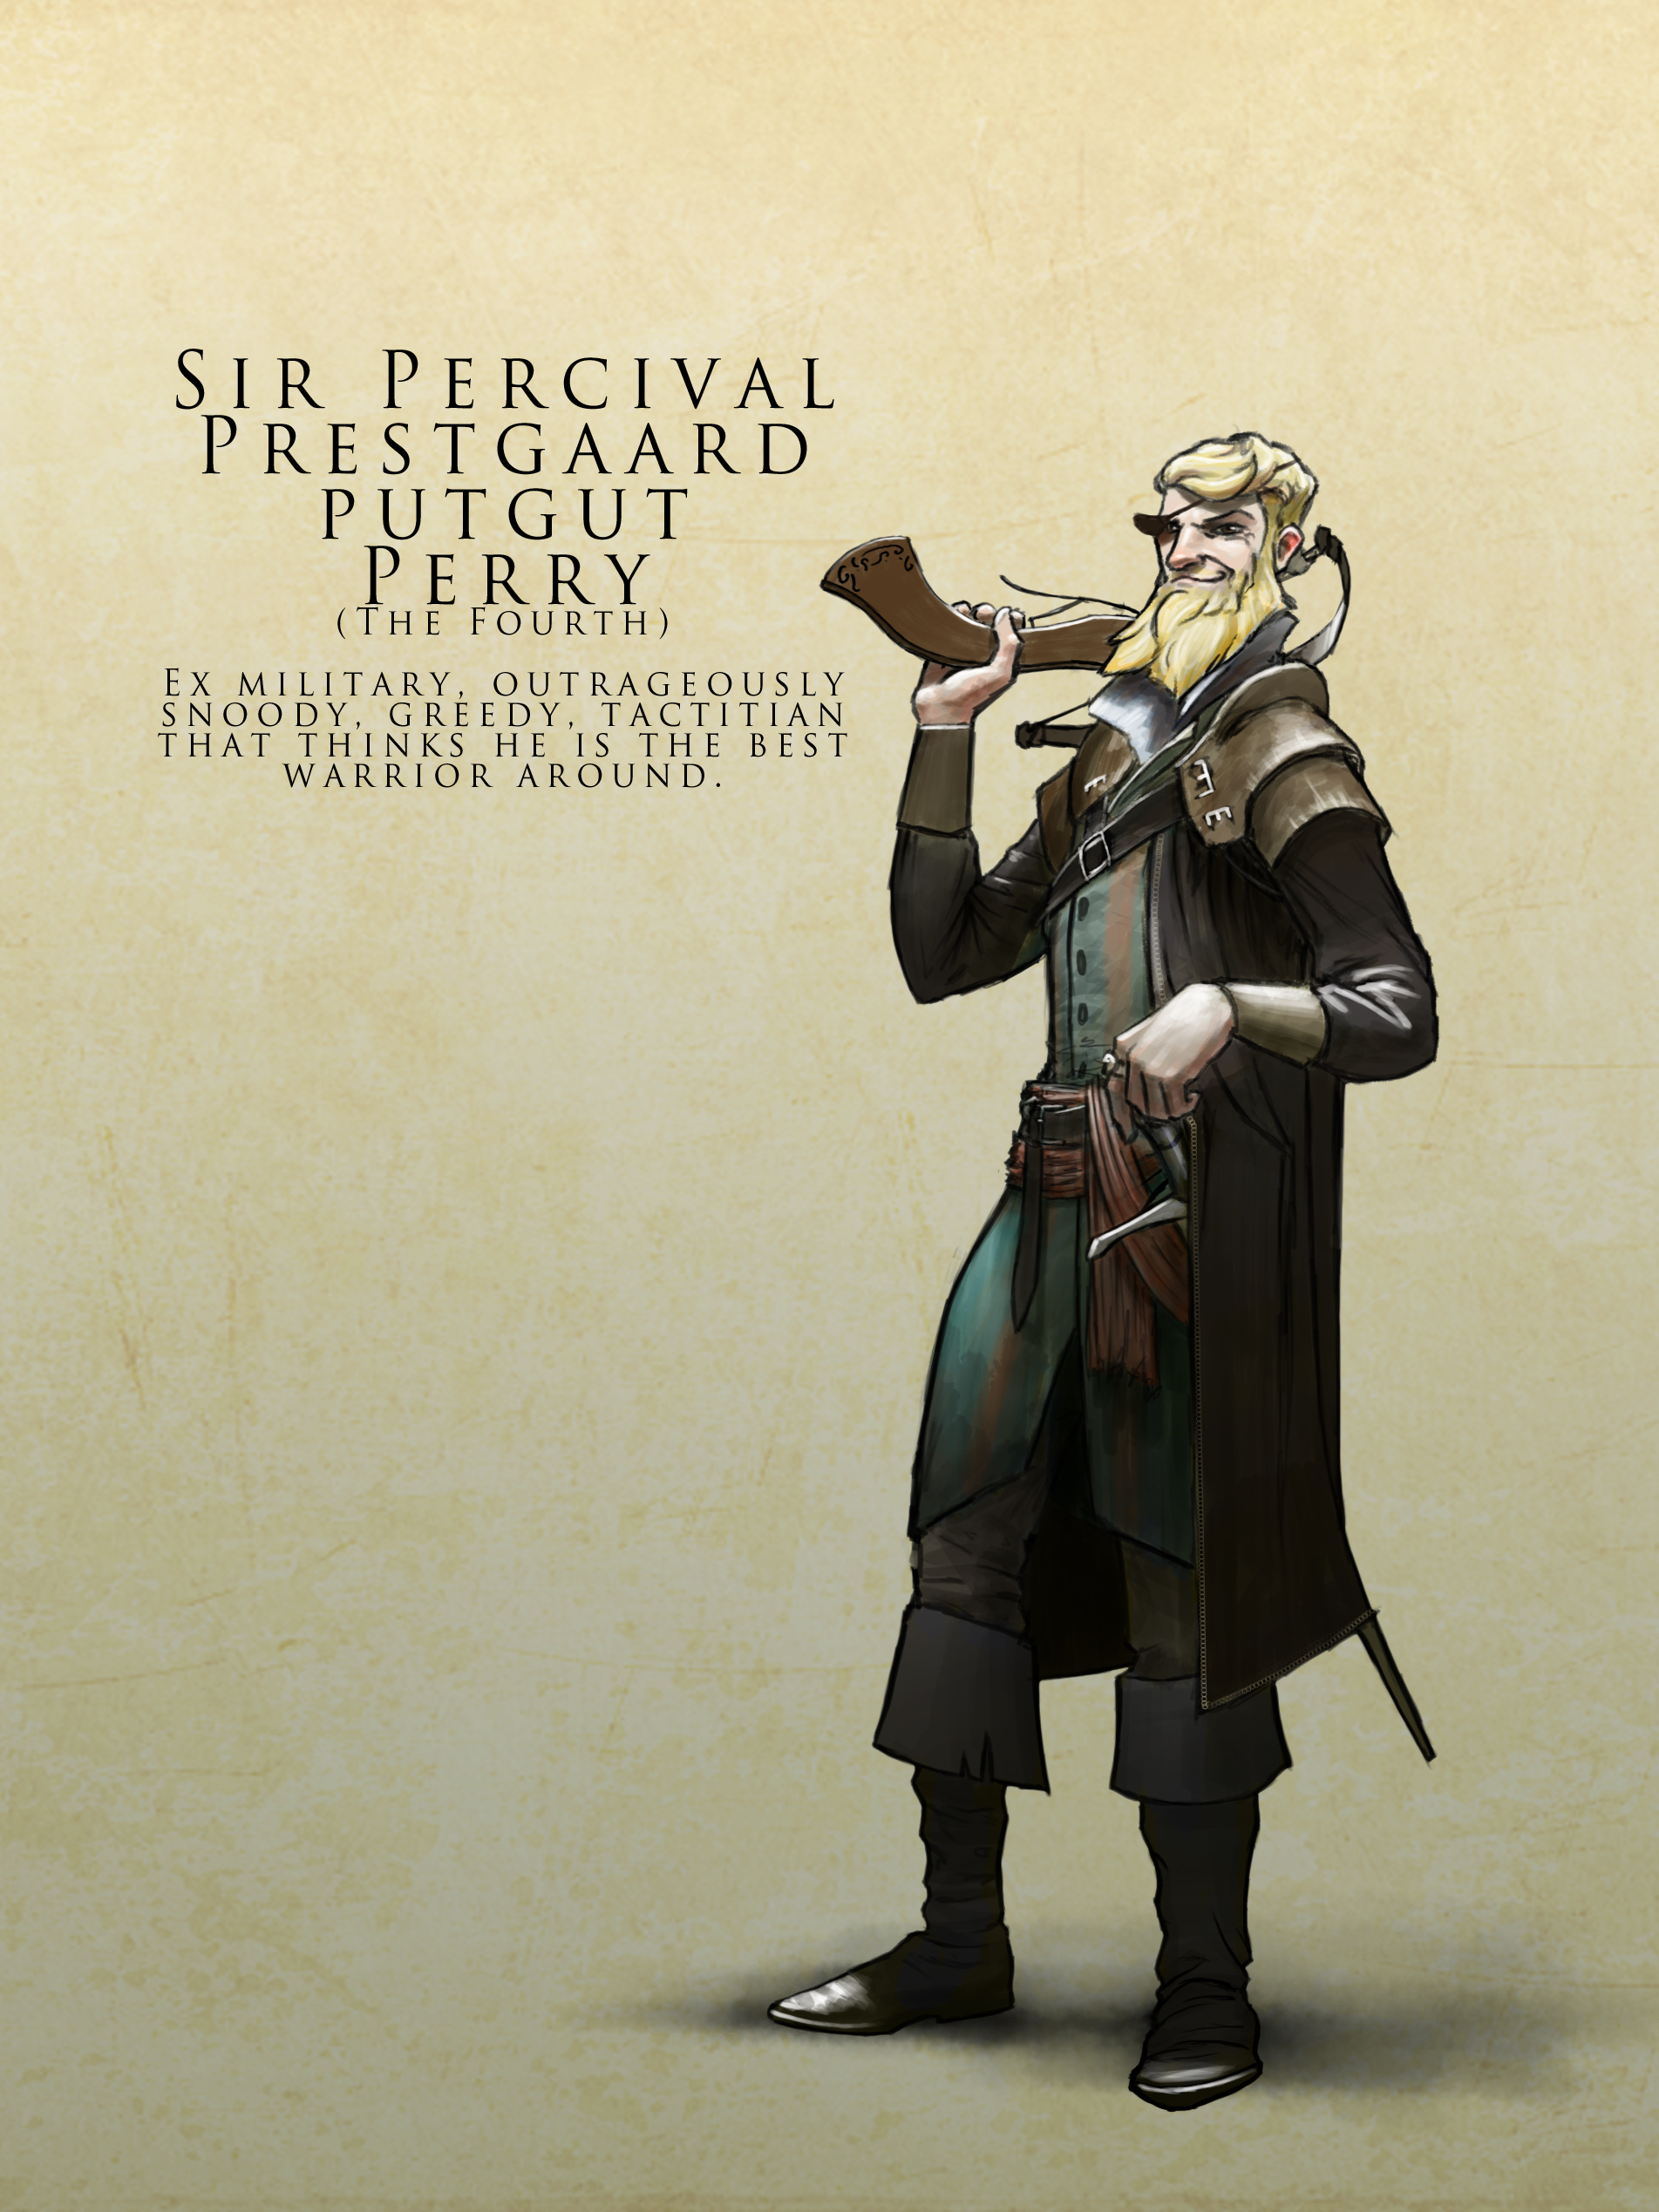 Sir Percival
Prestgaard
putgut
Perry
(The Fourth)
Ex military, outrageously
snoody, greedy, tactitian
that thinks he is the best
warrior around.